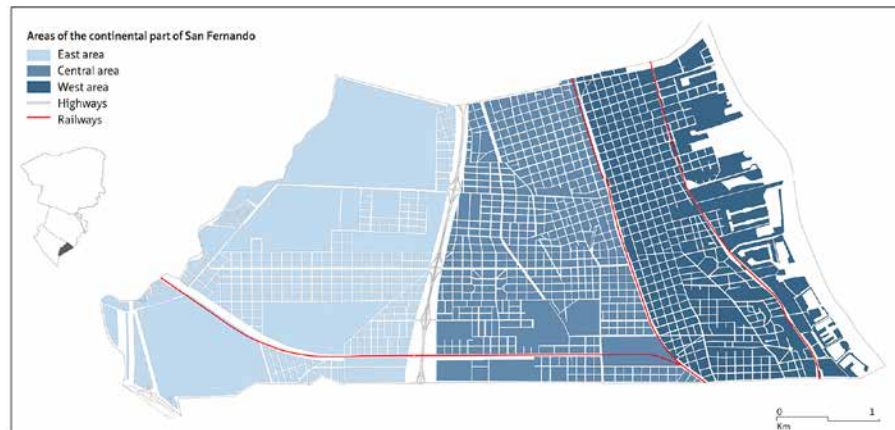 Areas of the continental part of San Fernando
East area
Central area
West area
Highways
Railways
0 1
Km